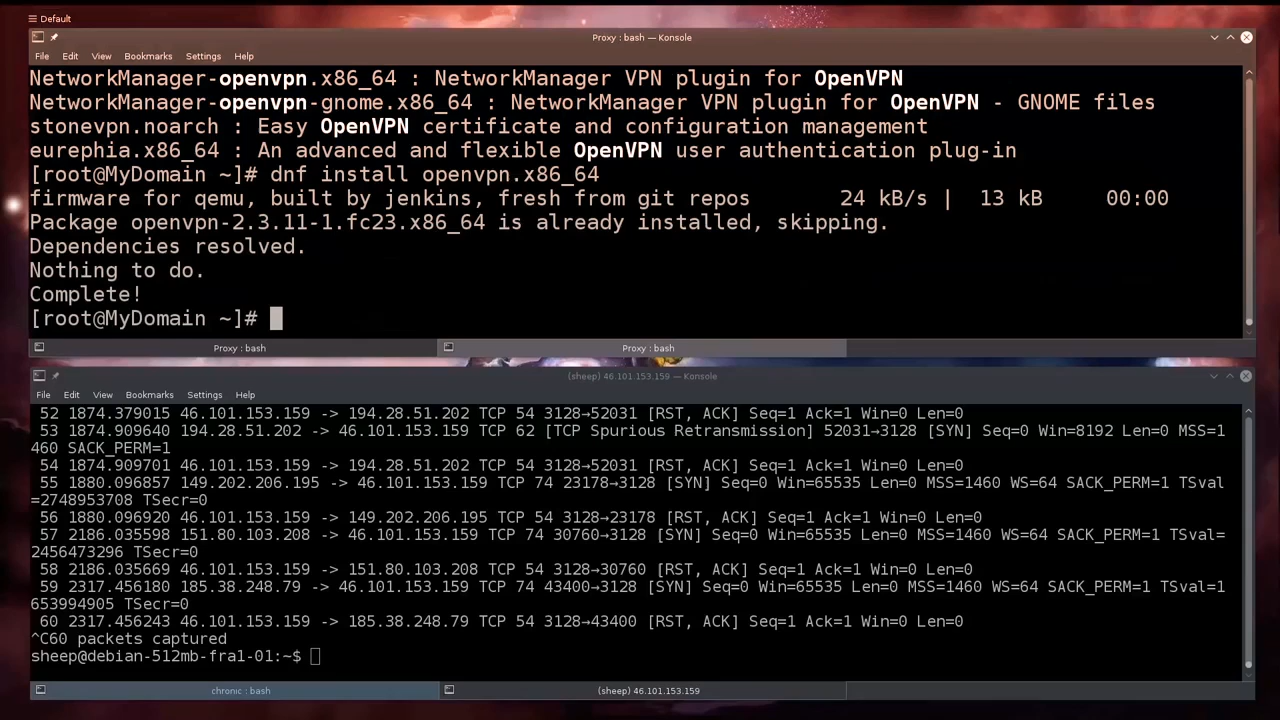 Default
Proxy : bash — Konsole
File Edit View Bookmarks Settings Help
NetworkManager-openvpn.x86_64 : NetworkManager VPN plugin for OpenVPN
NetworkManager-openvpn-gnome.x86_64 : NetworkManager VPN plugin for OpenVPN - GNOME files
stonevpn.noarch : Easy OpenVPN certificate and configuration management
eurephia.x86_64 : An advanced and flexible OpenVPN user authentication plug-in
[root@MyDomain ~]# dnf install openvpn.x86_64
firmware for qemu, built by jenkins, fresh from git repos 24 kB/s | 13 kB 00:00
Package openvpn-2.3.11-1.fc23.x86_64 is already installed, skipping.
Dependencies resolved.
Nothing to do.
Complete!
[root@MyDomain ~]#
Proxy : bash Proxy : bash
(sheep) 46.101.153.159 — Konsole
File Edit View Bookmarks Settings Help
52 1874.379015 46.101.153.159 -> 194.28.51.202 TCP 54 3128→52031 [RST, ACK] Seq=1 Ack=1 Win=0 Len=0
53 1874.909640 194.28.51.202 -> 46.101.153.159 TCP 62 [TCP Spurious Retransmission] 52031→3128 [SYN] Seq=0 Win=8192 Len=0 MSS=1
460 SACK_PERM=1
54 1874.909701 46.101.153.159 -> 194.28.51.202 TCP 54 3128→52031 [RST, ACK] Seq=1 Ack=1 Win=0 Len=0
55 1880.096857 149.202.206.195 -> 46.101.153.159 TCP 74 23178→3128 [SYN] Seq=0 Win=65535 Len=0 MSS=1460 WS=64 SACK_PERM=1 TSval
=2748953708 TSecr=0
56 1880.096920 46.101.153.159 -> 149.202.206.195 TCP 54 3128→23178 [RST, ACK] Seq=1 Ack=1 Win=0 Len=0
57 2186.035598 151.80.103.208 -> 46.101.153.159 TCP 74 30760→3128 [SYN] Seq=0 Win=65535 Len=0 MSS=1460 WS=64 SACK_PERM=1 TSval=
2456473296 TSecr=0
58 2186.035669 46.101.153.159 -> 151.80.103.208 TCP 54 3128→30760 [RST, ACK] Seq=1 Ack=1 Win=0 Len=0
59 2317.456180 185.38.248.79 -> 46.101.153.159 TCP 74 43400→3128 [SYN] Seq=0 Win=65535 Len=0 MSS=1460 WS=64 SACK_PERM=1 TSval=1
653994905 TSecr=0
60 2317.456243 46.101.153.159 -> 185.38.248.79 TCP 54 3128→43400 [RST, ACK] Seq=1 Ack=1 Win=0 Len=0
^C60 packets captured
sheep@debian-512mb-fra1-01:~$
chronic : bash (sheep) 46.101.153.159